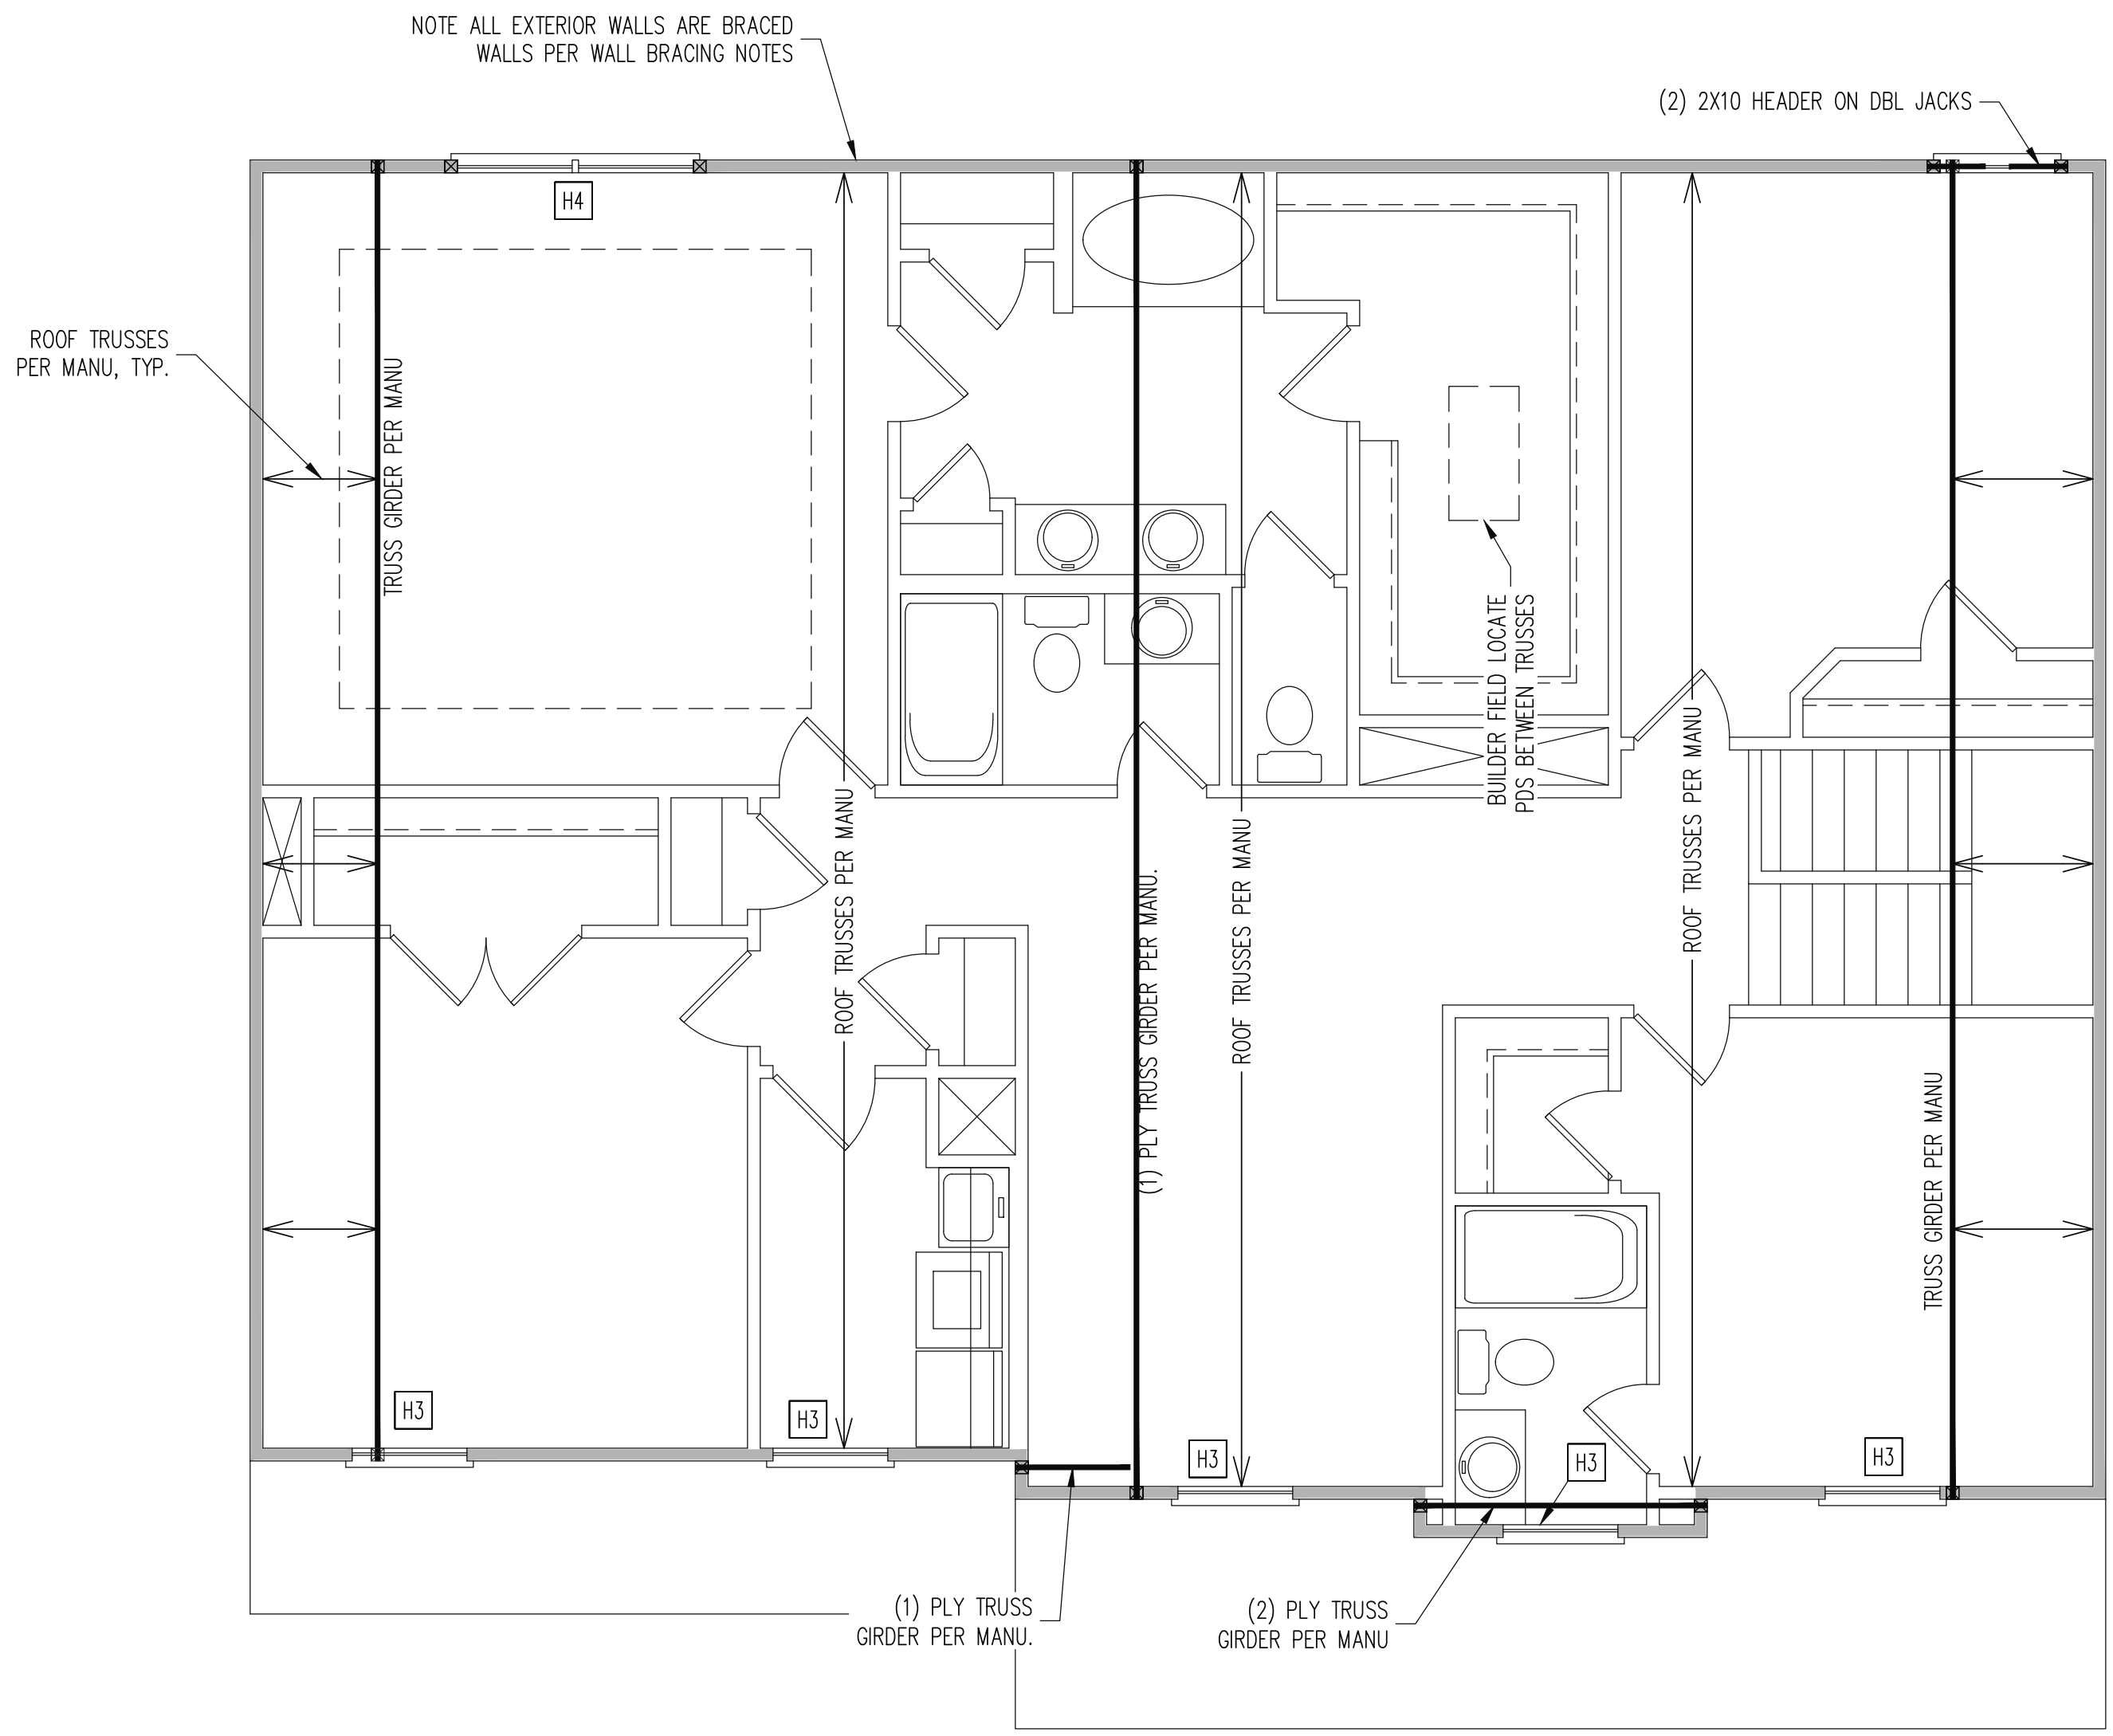 NOTE ALL EXTERIOR WALLS ARE BRACED
WALLS PER WALL BRACING NOTES
(2) 2X10 HEADER ON DBL JACKS
H4
ROOF TRUSSES
PER MANU, TYP.
TRUSS GIRDER PER MANU
ROOF TRUSSES PER MANU
(1) PLY TRUSS GIRDER PER MANU.
ROOF TRUSSES PER MANU
BUILDER FIELD LOCATE
PDS BETWEEN TRUSSES
ROOF TRUSSES PER MANU
TRUSS GIRDER PER MANU
H3
H3
H3
H3
H3
(1) PLY TRUSS
GIRDER PER MANU.
(2) PLY TRUSS
GIRDER PER MANU